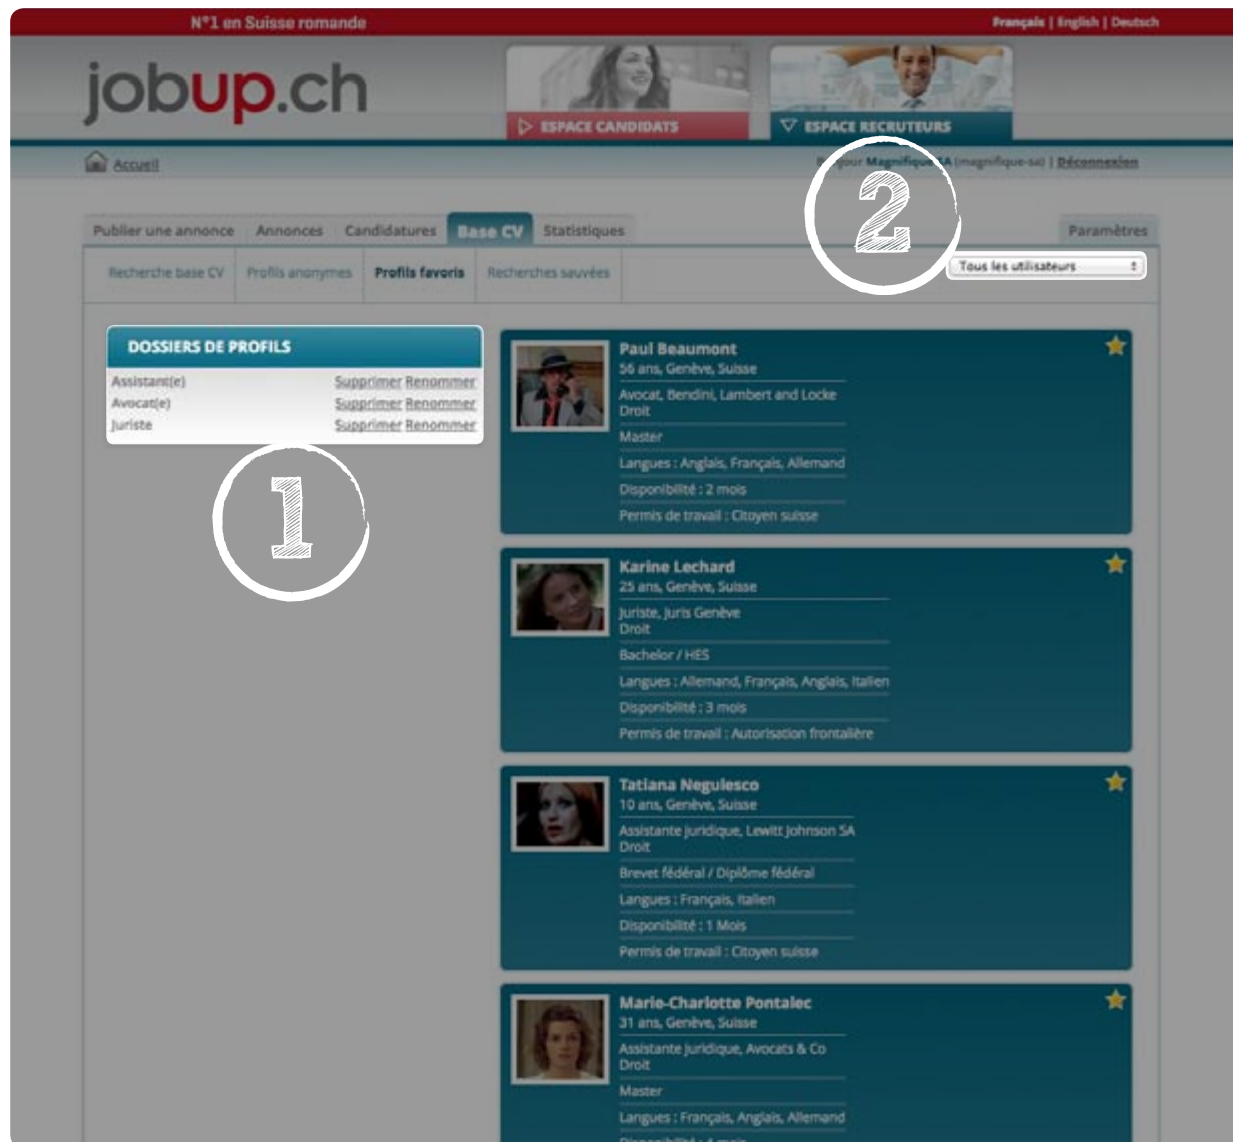 N°1 en Suisse romande
Français | English | Deutsch
jobup.ch
ESPACE CANDIDATS
ESPACE RECRUTEURS
Accueil
Magnifique SA (magnifique-sa) | Déconnexion
2
Publier une annonce Annonces Candidatures Base CV Statistiques Paramètres
Recherche base CV Profils anonymes Profils favoris Recherches sauvées
Tous les utilisateurs
DOSSIERS DE PROFILS
Assistant(e) Supprimer Renommer
Avocat(e) Supprimer Renommer
Juriste Supprimer Renommer
1
Paul Beaumont
56 ans, Genève, Suisse
Avocat, Bendini, Lambert and Locke
Droit
Master
Langues : Anglais, Français, Allemand
Disponibilité : 2 mois
Permis de travail : Citoyen suisse
Karine Lechard
25 ans, Genève, Suisse
Juriste, Juris Genève
Droit
Bachelor / HES
Langues : Allemand, Français, Anglais, Italien
Disponibilité : 3 mois
Permis de travail : Autorisation frontalière
Tatiana Negulesco
10 ans, Genève, Suisse
Assistante juridique, Lewitt Johnson SA
Droit
Brevet fédéral / Diplôme fédéral
Langues : Français, Italien
Disponibilité : 1 Mois
Permis de travail : Citoyen suisse
Marie-Charlotte Pontalec
31 ans, Genève, Suisse
Assistante juridique, Avocats & Co
Droit
Master
Langues : Français, Anglais, Allemand